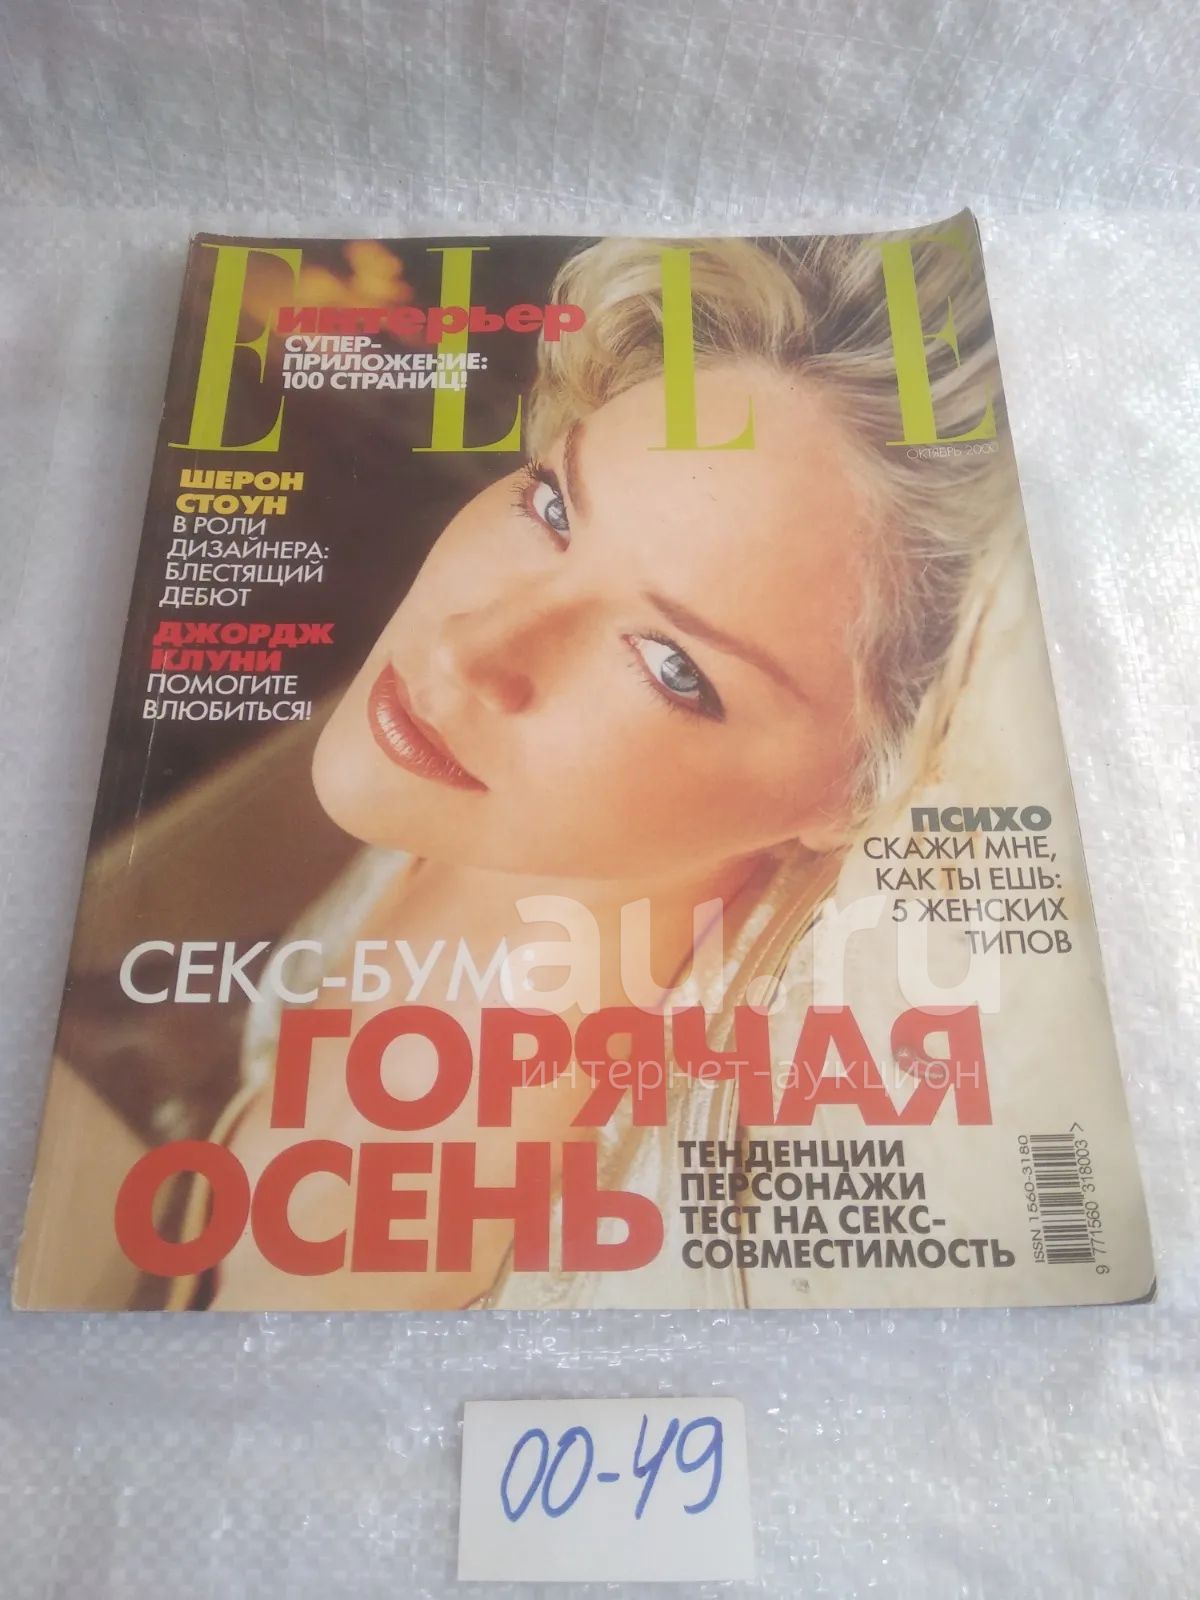 ELLE
интерьер
СУПЕР-
ПРИЛОЖЕНИЕ:
100 СТРАНИЦ!
ОКТЯБРЬ 2000
ШЕРОН
СТОУН
В РОЛИ
ДИЗАЙНЕРА:
БЛЕСТЯЩИЙ
ДЕБЮТ
ДЖОРДЖ
КЛУНИ
ПОМОГИТЕ
ВЛЮБИТЬСЯ!
ПСИХО
СКАЖИ МНЕ,
КАК ТЫ ЕШЬ:
5 ЖЕНСКИХ
ТИПОВ
СЕКС-БУМ:
ГОРЯЧАЯ
ОСЕНЬ
ТЕНДЕНЦИИ
ПЕРСОНАЖИ
ТЕСТ НА СЕКС-
СОВМЕСТИМОСТЬ
ISSN 1560-3180
9 771560 318003 >
au.ru
интернет-аукцион
00-49